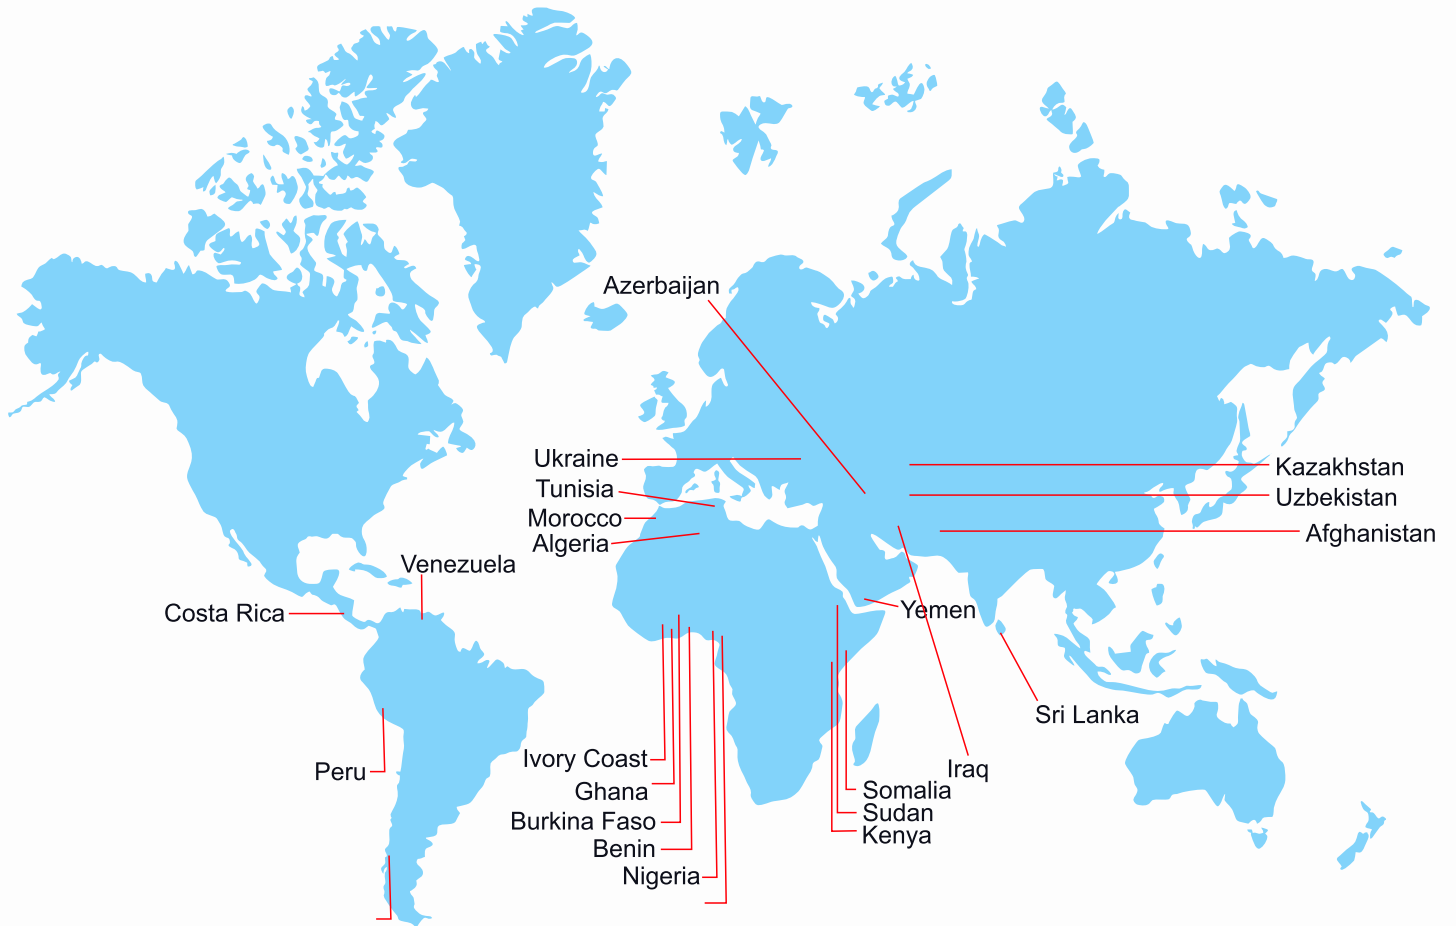 Azerbaijan
Ukraine
Kazakhstan
Tunisia
Uzbekistan
Morocco
Afghanistan
Algeria
Venezuela
Costa Rica
Yemen
Sri Lanka
Ivory Coast
Iraq
Peru
Ghana
Somalia
Sudan
Burkina Faso
Kenya
Benin
Nigeria